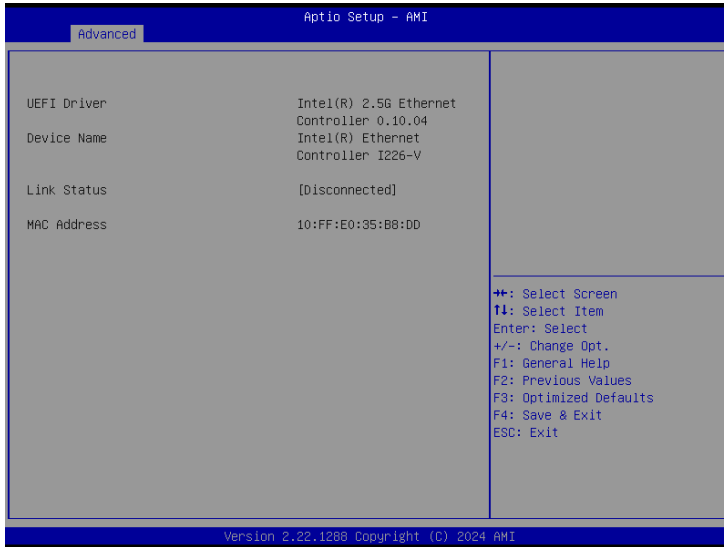 Aptio Setup – AMI
Advanced
UEFI Driver Intel(R) 2.5G Ethernet
Controller 0.10.04
Device Name Intel(R) Ethernet
Controller I226-V
Link Status [Disconnected]
MAC Address 10:FF:E0:35:B8:DD
→←: Select Screen
↑↓: Select Item
Enter: Select
+/-: Change Opt.
F1: General Help
F2: Previous Values
F3: Optimized Defaults
F4: Save & Exit
ESC: Exit
Version 2.22.1288 Copyright (C) 2024 AMI